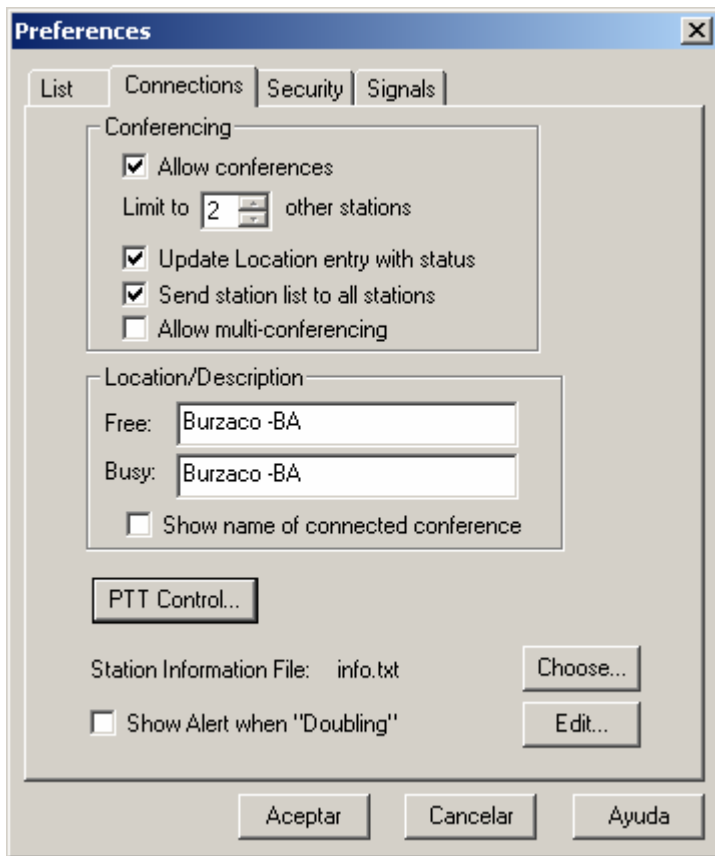 Preferences
List Connections Security Signals
Conferencing
Allow conferences
Limit to 2 other stations
Update Location entry with status
Send station list to all stations
Allow multi-conferencing
Location/Description
Free: Burzaco -BA
Busy: Burzaco -BA
Show name of connected conference
PTT Control...
Station Information File: info.txt Choose...
Show Alert when "Doubling" Edit...
Aceptar Cancelar Ayuda